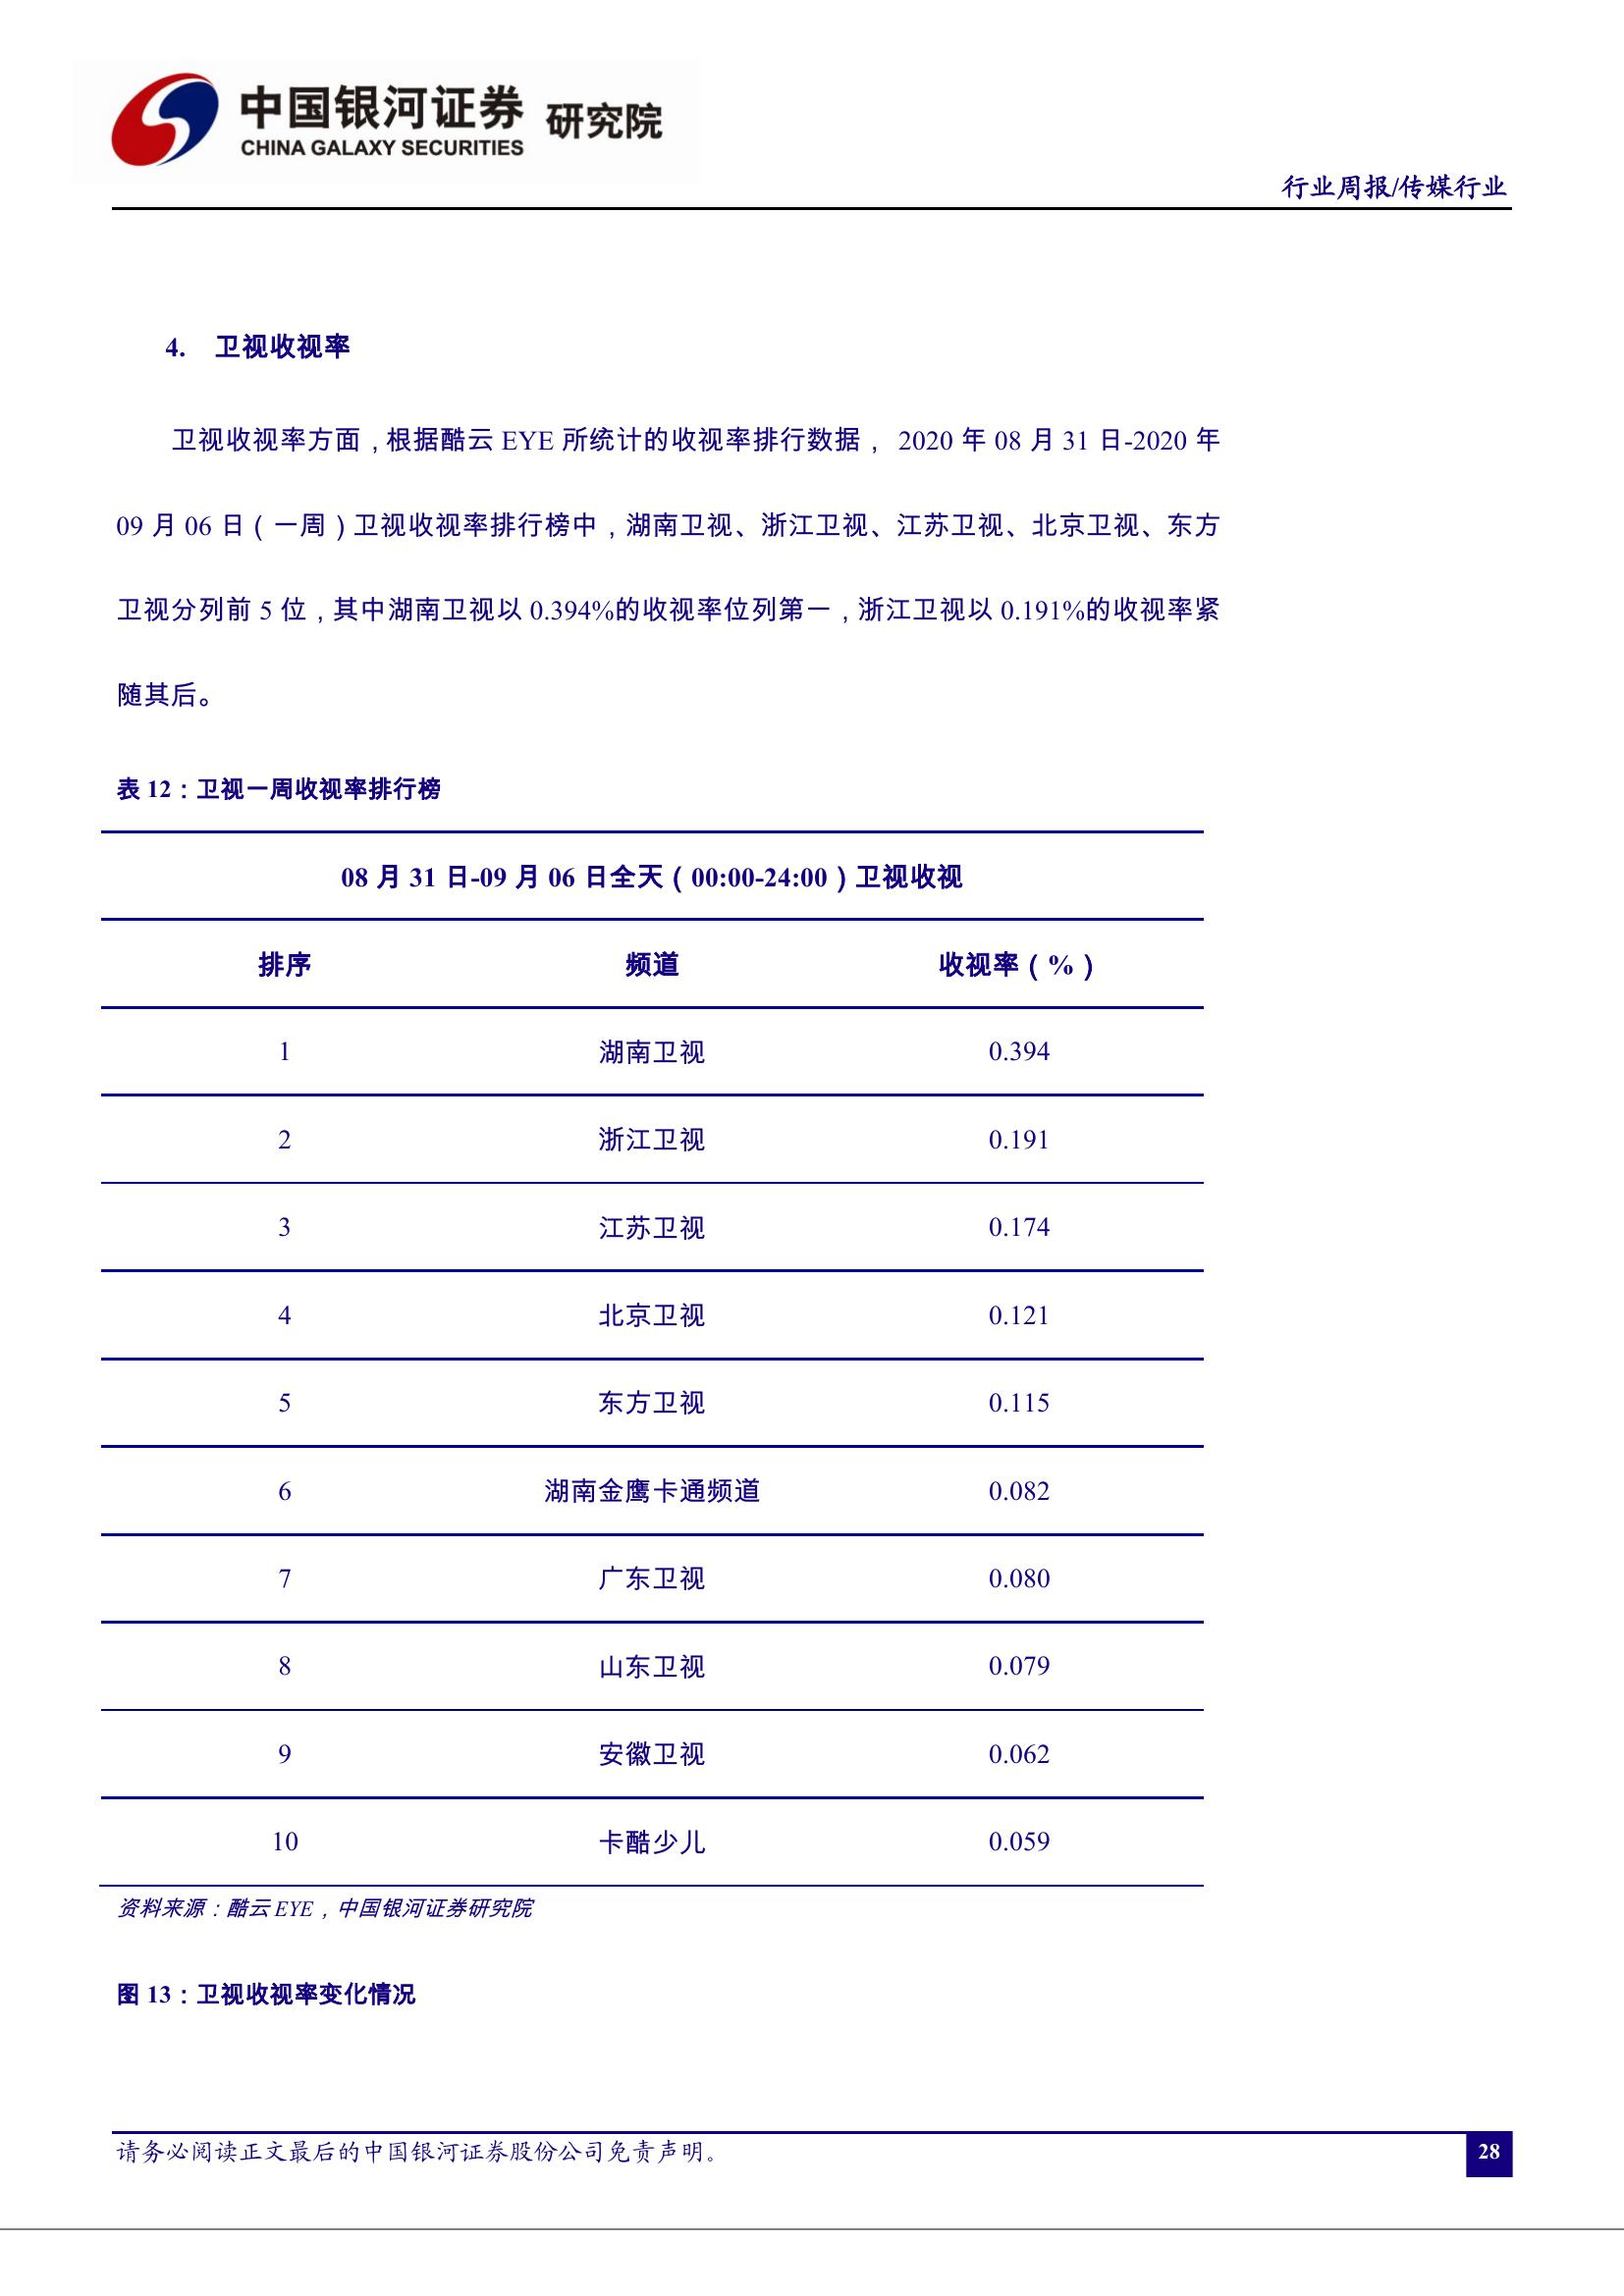 中国银河证券 研究院
CHINA GALAXY SECURITIES
行业周报/传媒行业
4. 卫视收视率
卫视收视率方面，根据酷云 EYE 所统计的收视率排行数据， 2020 年 08 月 31 日-2020 年
09 月 06 日（一周）卫视收视率排行榜中，湖南卫视、浙江卫视、江苏卫视、北京卫视、东方
卫视分列前 5 位，其中湖南卫视以 0.394%的收视率位列第一，浙江卫视以 0.191%的收视率紧
随其后。
表 12：卫视一周收视率排行榜
08 月 31 日-09 月 06 日全天（00:00-24:00）卫视收视
排序 频道 收视率（%）
1 湖南卫视 0.394
2 浙江卫视 0.191
3 江苏卫视 0.174
4 北京卫视 0.121
5 东方卫视 0.115
6 湖南金鹰卡通频道 0.082
7 广东卫视 0.080
8 山东卫视 0.079
9 安徽卫视 0.062
10 卡酷少儿 0.059
资料来源：酷云 EYE，中国银河证券研究院
图 13：卫视收视率变化情况
请务必阅读正文最后的中国银河证券股份公司免责声明。
28